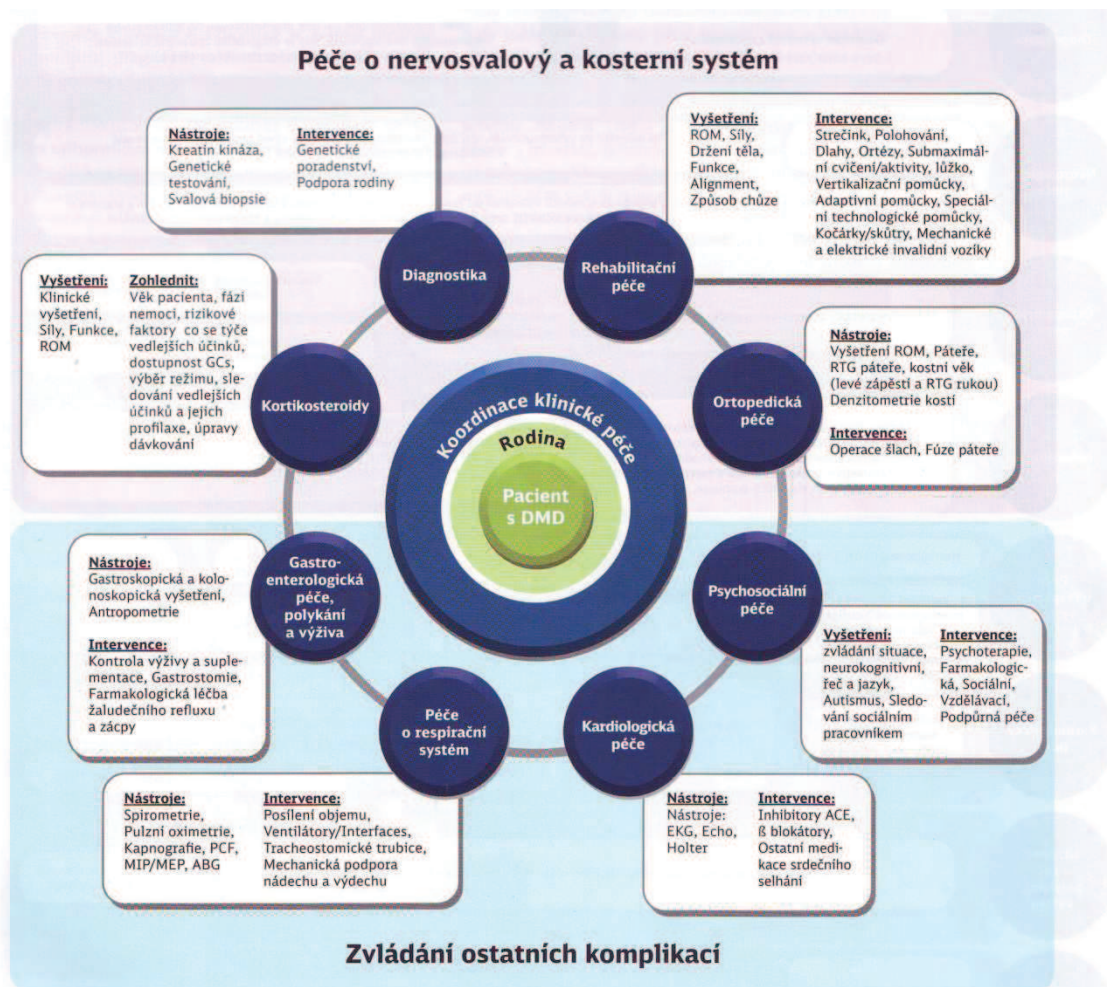 Péče o nervosvalový a kosterní systém
Nástroje:
Kreatin kináza,
Genetické
testování,
Svalová biopsie
Intervence:
Genetické
poradenství,
Podpora rodiny
Vyšetření:
ROM, Síly,
Držení těla,
Funkce,
Alignment,
Způsob chůze
Intervence:
Strečink, Polohování,
Dlahy, Ortézy, Submaximál-
ní cvičení/aktivity, lůžko,
Vertikalizační pomůcky,
Adaptivní pomůcky, Speciál-
ní technologické pomůcky,
Kočárky/skútry, Mechanické
a elektrické invalidní vozíky
Diagnostika
Rehabilitační
péče
Vyšetření:
Klinické
vyšetření,
Síly, Funkce,
ROM
Zohlednit:
Věk pacienta, fázi
nemoci, rizikové
faktory co se týče
vedlejších účinků,
dostupnost GCs,
výběr režimu, sle-
dování vedlejších
účinků a jejich
profilaxe, úpravy
dávkování
Kortikosteroidy
Ortopedická
péče
Nástroje:
Vyšetření ROM, Páteře,
RTG páteře, kostní věk
(levé zápěstí a RTG rukou)
Denzitometrie kostí
Intervence:
Operace šlach, Fúze páteře
Koordinace klinické péče
Rodina
Pacient
s DMD
Nástroje:
Gastroskopická a kolo-
noskopická vyšetření,
Antropometrie
Intervence:
Kontrola výživy a suple-
mentace, Gastrostomie,
Farmakologická léčba
žaludečního refluxu
a zácpy
Gastro-
enterologická
péče,
polykání
a výživa
Psychosociální
péče
Vyšetření:
zvládání situace,
neurokognitivní,
řeč a jazyk,
Autismus, Sledo-
vání sociálním
pracovníkem
Intervence:
Psychoterapie,
Farmakologic-
ká, Sociální,
Vzdělávací,
Podpůrná péče
Péče
o respirační
systém
Kardiologická
péče
Nástroje:
Spirometrie,
Pulzní oximetrie,
Kapnografie, PCF,
MIP/MEP, ABG
Intervence:
Posílení objemu,
Ventilátory/Interfaces,
Tracheostomické trubice,
Mechanická podpora
nádechu a výdechu
Nástroje:
Nástroje:
EKG, Echo,
Holter
Intervence:
Inhibitory ACE,
ß blokátory,
Ostatní medi-
kace srdečního
selhání
Zvládání ostatních komplikací